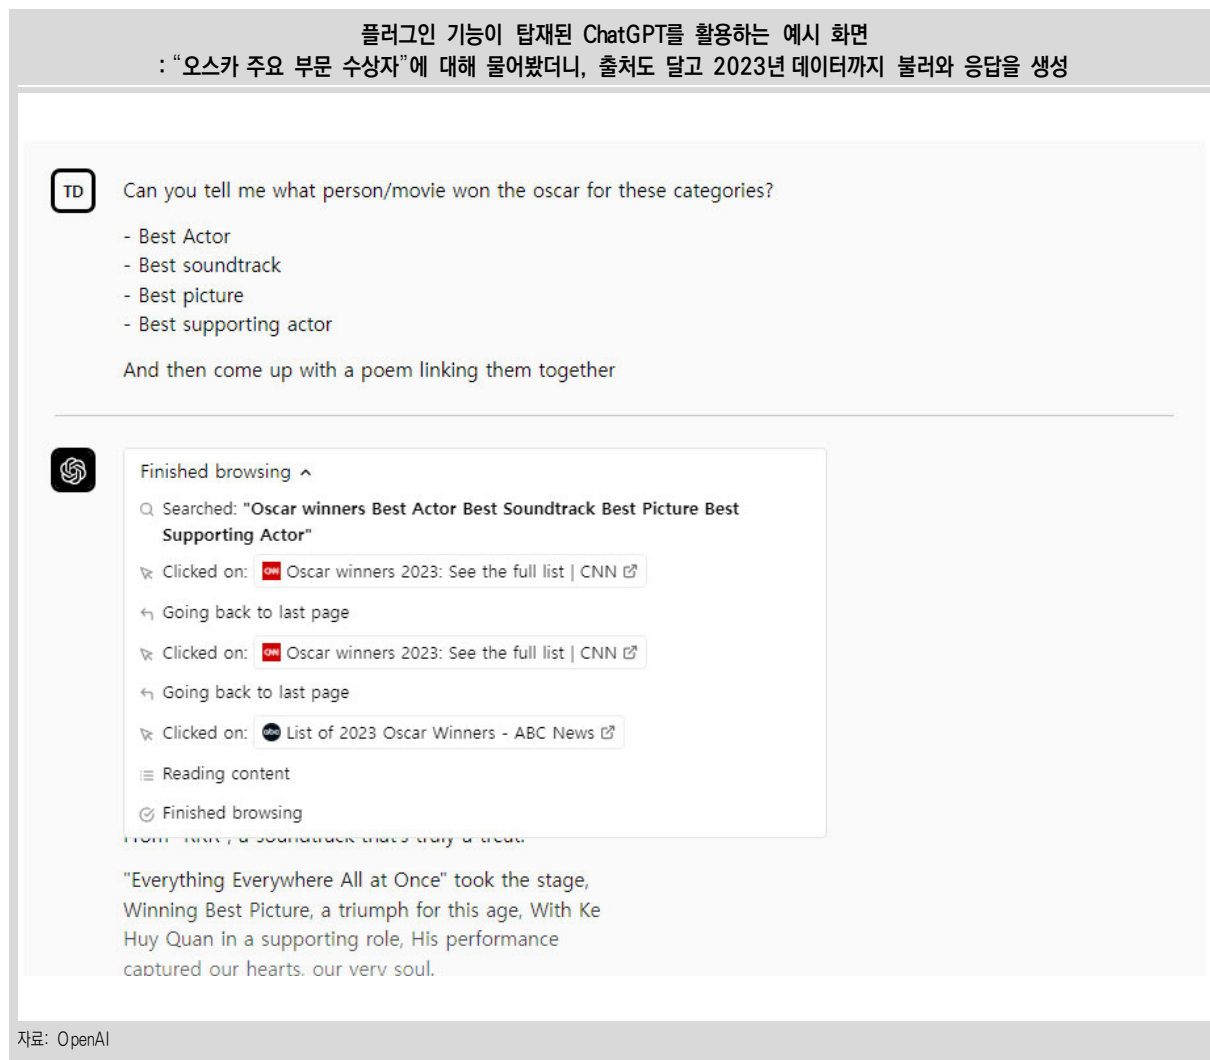 플러그인 기능이 탑재된 ChatGPT를 활용하는 예시 화면
: “오스카 주요 부문 수상자”에 대해 물어봤더니, 출처도 달고 2023년 데이터까지 불러와 응답을 생성
TD
Can you tell me what person/movie won the oscar for these categories?
- Best Actor
- Best soundtrack
- Best picture
- Best supporting actor
And then come up with a poem linking them together
Finished browsing
Searched: "Oscar winners Best Actor Best Soundtrack Best Picture Best
Supporting Actor"
Clicked on: CNN Oscar winners 2023: See the full list | CNN
Going back to last page
Clicked on: CNN Oscar winners 2023: See the full list | CNN
Going back to last page
Clicked on: abc List of 2023 Oscar Winners - ABC News
Reading content
Finished browsing
From "RRR", a soundtrack that's truly a treat.
"Everything Everywhere All at Once" took the stage,
Winning Best Picture, a triumph for this age, With Ke
Huy Quan in a supporting role, His performance
captured our hearts, our very soul.
자료: OpenAI